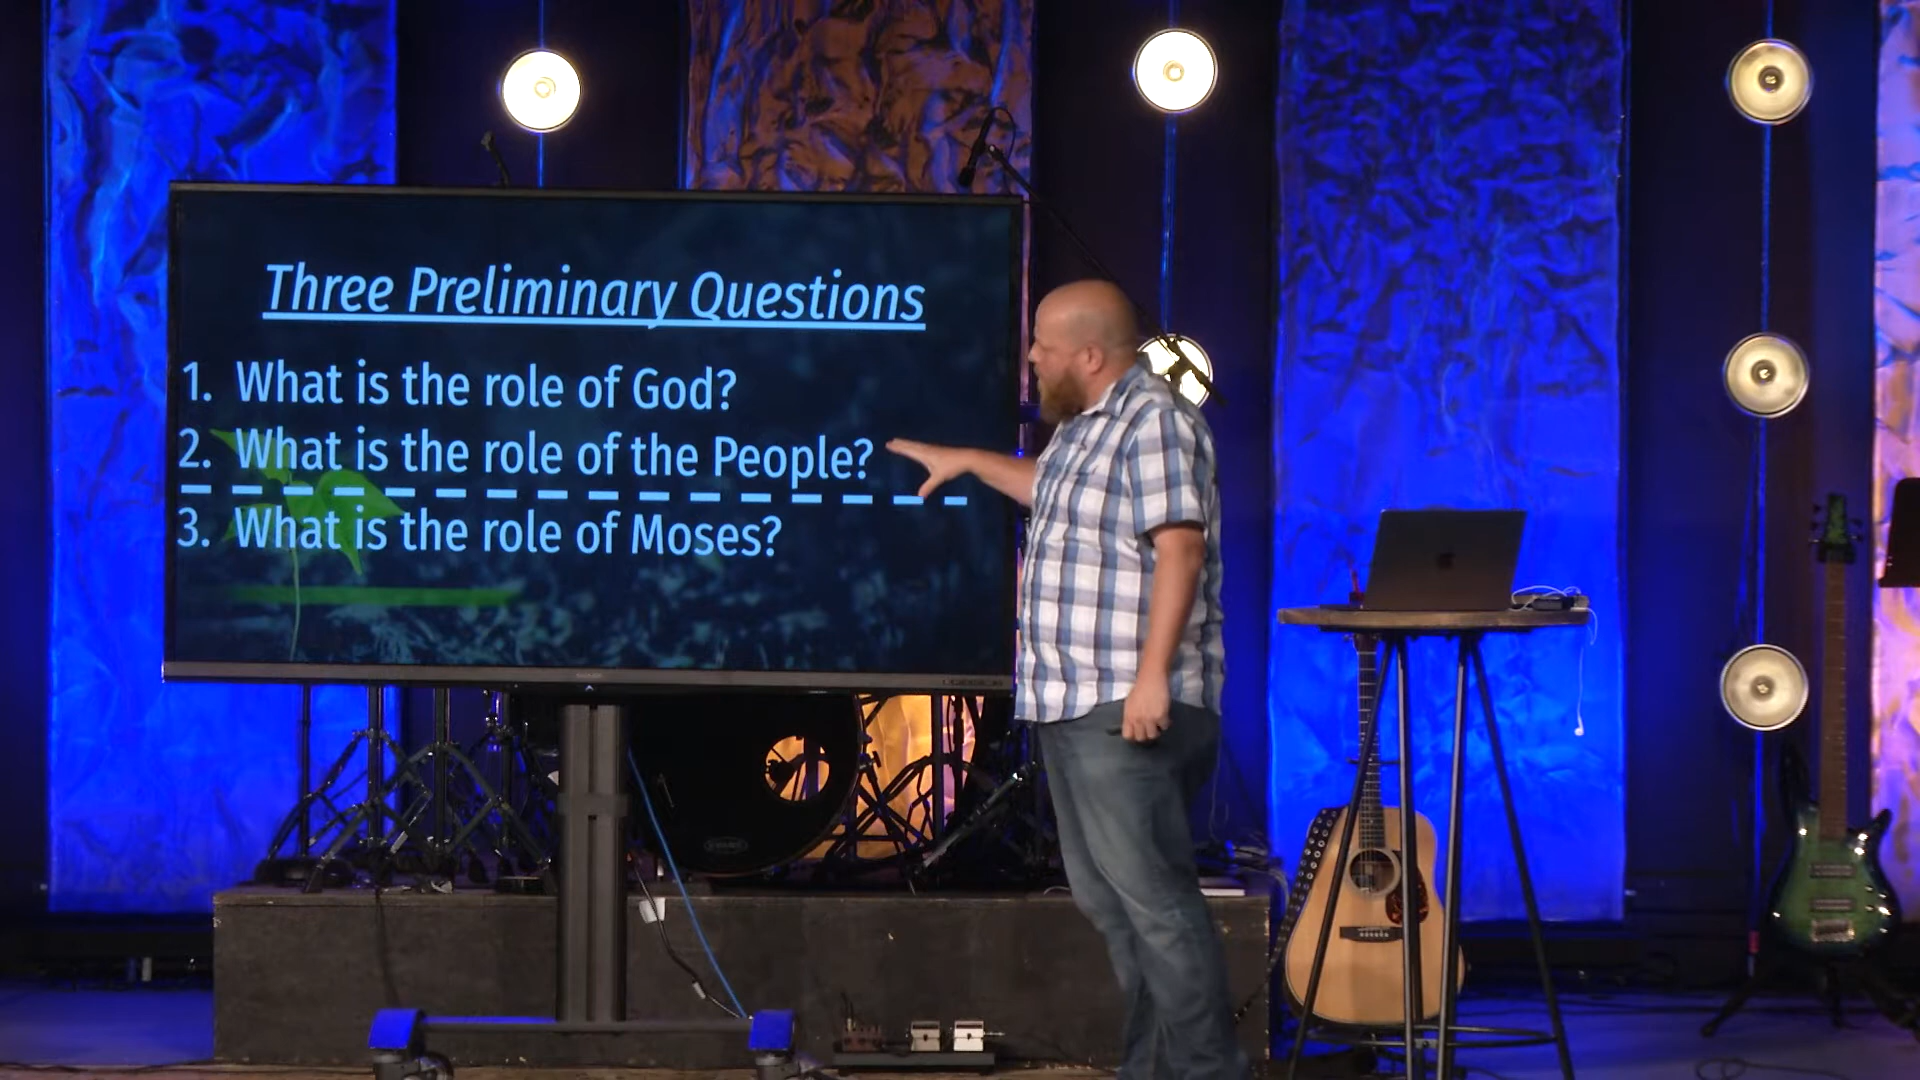 Three Preliminary Questions
1. What is the role of God?
2. What is the role of the People?
3. What is the role of Moses?